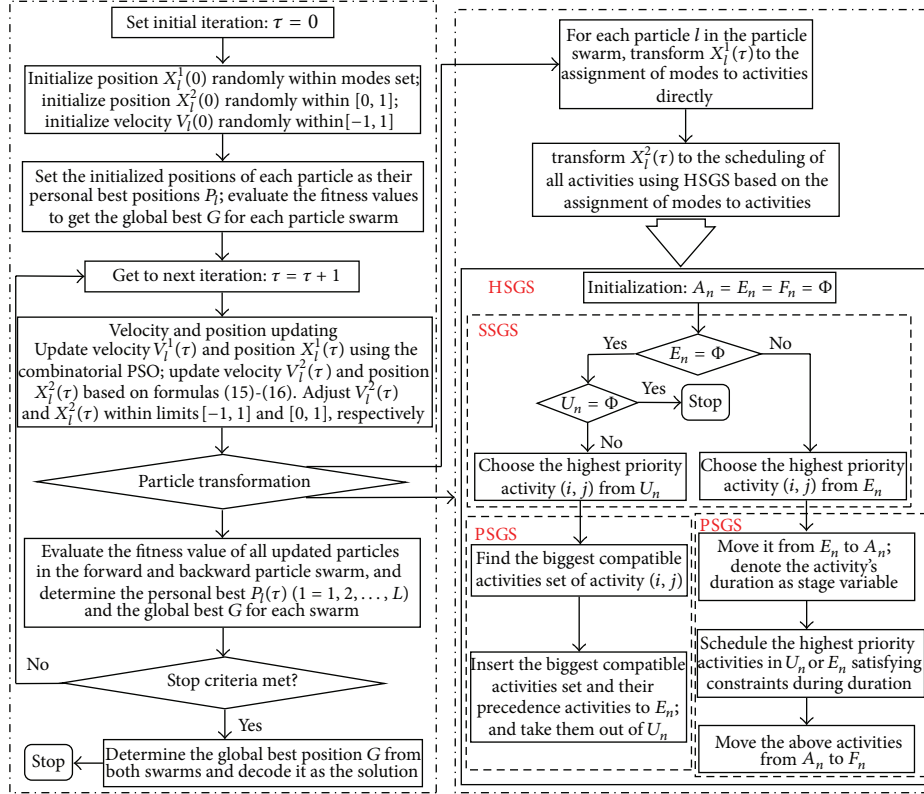 Set initial iteration: τ = 0
Initialize position X_l^1(0) randomly within modes set;
initialize position X_l^2(0) randomly within [0, 1];
initialize velocity V_l(0) randomly within[−1, 1]
Set the initialized positions of each particle as their
personal best positions P_l; evaluate the fitness values
to get the global best G for each particle swarm
Get to next iteration: τ = τ + 1
Velocity and position updating
Update velocity V_l^1(τ) and position X_l^1(τ) using the
combinatorial PSO; update velocity V_l^2(τ) and position
X_l^2(τ) based on formulas (15)-(16). Adjust V_l^2(τ)
and X_l^2(τ) within limits [−1, 1] and [0, 1], respectively
Particle transformation
Evaluate the fitness value of all updated particles
in the forward and backward particle swarm, and
determine the personal best P_l(τ) (1 = 1, 2, . . . , L)
and the global best G for each swarm
No
Stop criteria met?
Yes
Stop
Determine the global best position G from
both swarms and decode it as the solution
For each particle l in the particle
swarm, transform X_l^1(τ) to the
assignment of modes to activities
directly
transform X_l^2(τ) to the scheduling of
all activities using HSGS based on the
assignment of modes to activities
HSGS
Initialization: A_n = E_n = F_n = Φ
SSGS
Yes
E_n = Φ
No
U_n = Φ
Yes
Stop
No
Choose the highest priority
activity (i, j) from U_n
Choose the highest priority
activity (i, j) from E_n
PSGS
Find the biggest compatible
activities set of activity (i, j)
Insert the biggest compatible
activities set and their
precedence activities to E_n;
and take them out of U_n
PSGS
Move it from E_n to A_n;
denote the activity's
duration as stage variable
Schedule the highest priority
activities in U_n or E_n satisfying
constraints during duration
Move the above activities
from A_n to F_n